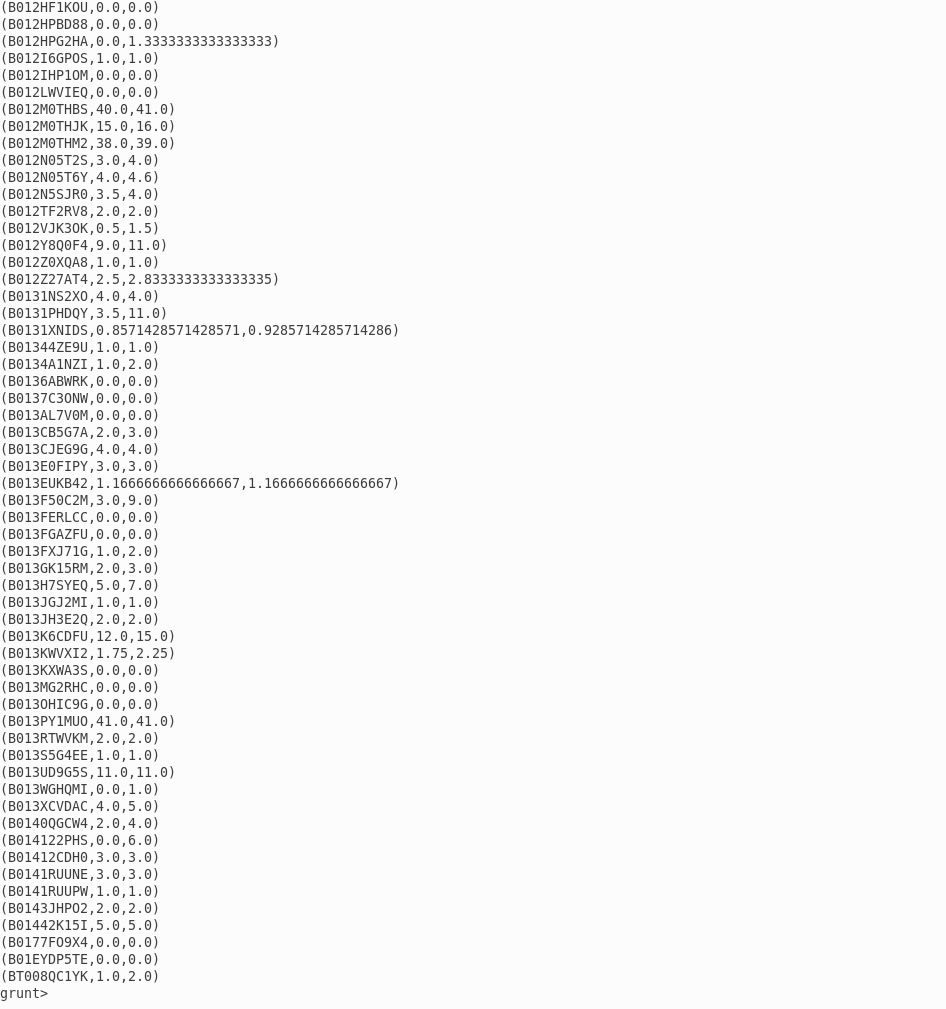 (B012HF1KOU,0.0,0.0)
(B012HPBD88,0.0,0.0)
(B012HPG2HA,0.0,1.3333333333333333)
(B012I6GPOS,1.0,1.0)
(B012IHP1OM,0.0,0.0)
(B012LWVIEQ,0.0,0.0)
(B012M0THBS,40.0,41.0)
(B012M0THJK,15.0,16.0)
(B012M0THM2,38.0,39.0)
(B012N05T2S,3.0,4.0)
(B012N05T6Y,4.0,4.6)
(B012N5SJR0,3.5,4.0)
(B012TF2RV8,2.0,2.0)
(B012VJK3OK,0.5,1.5)
(B012Y8Q0F4,9.0,11.0)
(B012Z0XQA8,1.0,1.0)
(B012Z27AT4,2.5,2.8333333333333335)
(B0131NS2XO,4.0,4.0)
(B0131PHDQY,3.5,11.0)
(B0131XNIDS,0.8571428571428571,0.9285714285714286)
(B01344ZE9U,1.0,1.0)
(B0134A1NZI,1.0,2.0)
(B0136ABWRK,0.0,0.0)
(B0137C3ONW,0.0,0.0)
(B013AL7V0M,0.0,0.0)
(B013CB5G7A,2.0,3.0)
(B013CJEG9G,4.0,4.0)
(B013E0FIPY,3.0,3.0)
(B013EUKB42,1.1666666666666667,1.1666666666666667)
(B013F50C2M,3.0,9.0)
(B013FERLCC,0.0,0.0)
(B013FGAZFU,0.0,0.0)
(B013FXJ71G,1.0,2.0)
(B013GK15RM,2.0,3.0)
(B013H7SYEQ,5.0,7.0)
(B013JGJ2MI,1.0,1.0)
(B013JH3E2Q,2.0,2.0)
(B013K6CDFU,12.0,15.0)
(B013KWVXI2,1.75,2.25)
(B013KXWA3S,0.0,0.0)
(B013MG2RHC,0.0,0.0)
(B013OHIC9G,0.0,0.0)
(B013PY1MUO,41.0,41.0)
(B013RTWVKM,2.0,2.0)
(B013S5G4EE,1.0,1.0)
(B013UD9G5S,11.0,11.0)
(B013WGHQMI,0.0,1.0)
(B013XCVDAC,4.0,5.0)
(B0140QGCW4,2.0,4.0)
(B014122PHS,0.0,6.0)
(B01412CDH0,3.0,3.0)
(B0141RUUNE,3.0,3.0)
(B0141RUUPW,1.0,1.0)
(B0143JHPO2,2.0,2.0)
(B01442K15I,5.0,5.0)
(B0177FO9X4,0.0,0.0)
(B01EYDP5TE,0.0,0.0)
(BT008QC1YK,1.0,2.0)
grunt>